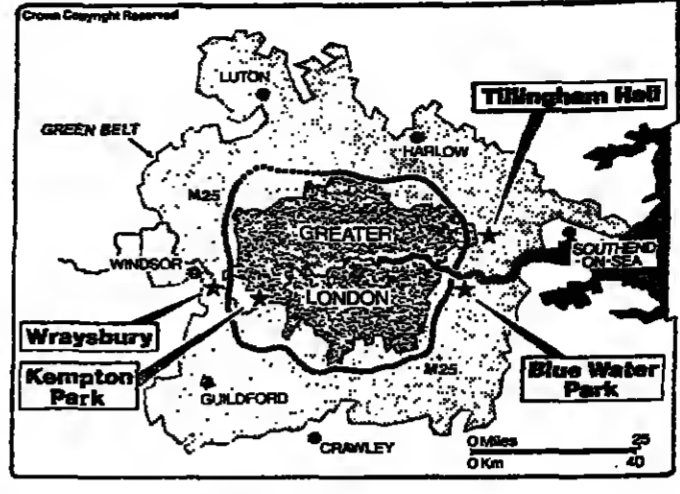 Crown Copyright Reserved
LUTON
Tillingham Hall
GREEN BELT
HARLOW
M25
GREATER
SOUTHEND
-ON-SEA
WINDSOR
LONDON
Wraysbury
Kempton
Park
M25
Blue Water
Park
GUILDFORD
CRAWLEY
0 Miles 25
0 Km 40